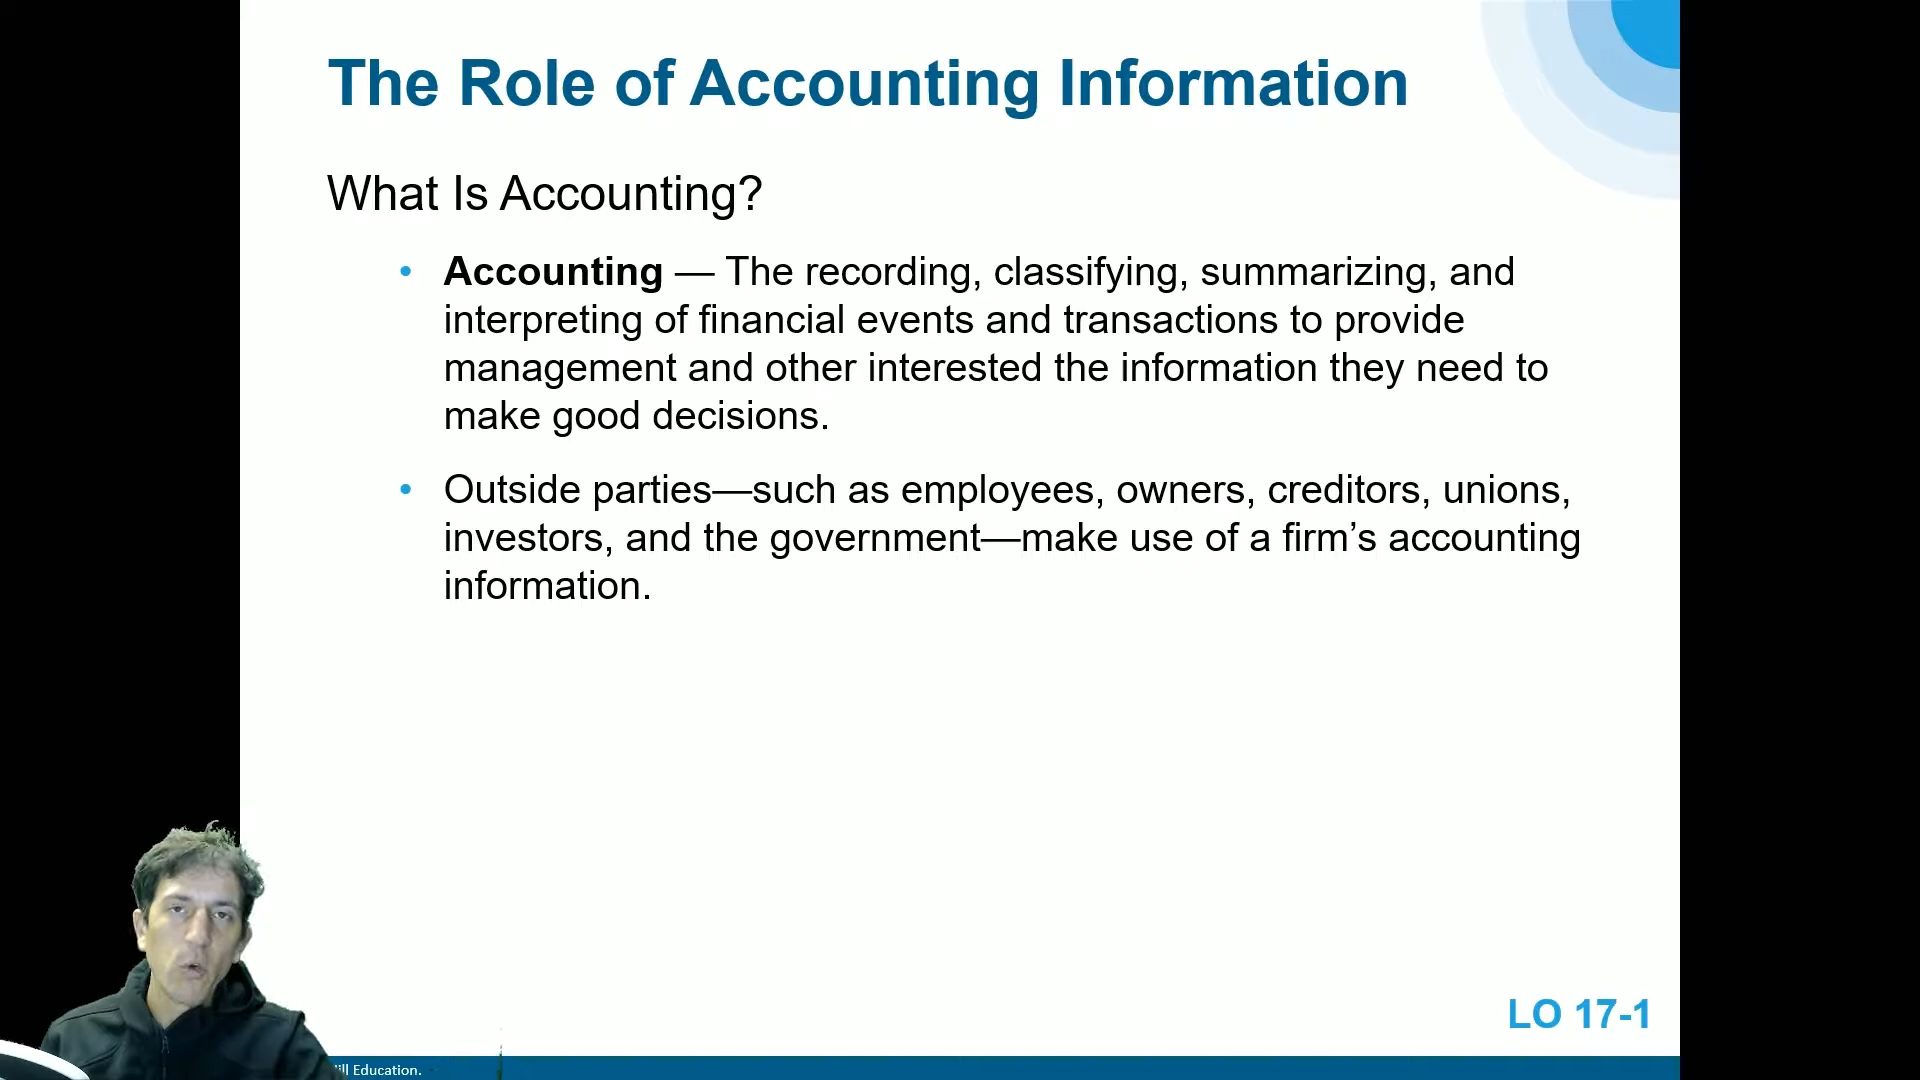 The Role of Accounting Information
What Is Accounting?
• Accounting — The recording, classifying, summarizing, and
interpreting of financial events and transactions to provide
management and other interested the information they need to
make good decisions.
• Outside parties—such as employees, owners, creditors, unions,
investors, and the government—make use of a firm’s accounting
information.
LO 17-1
Education.